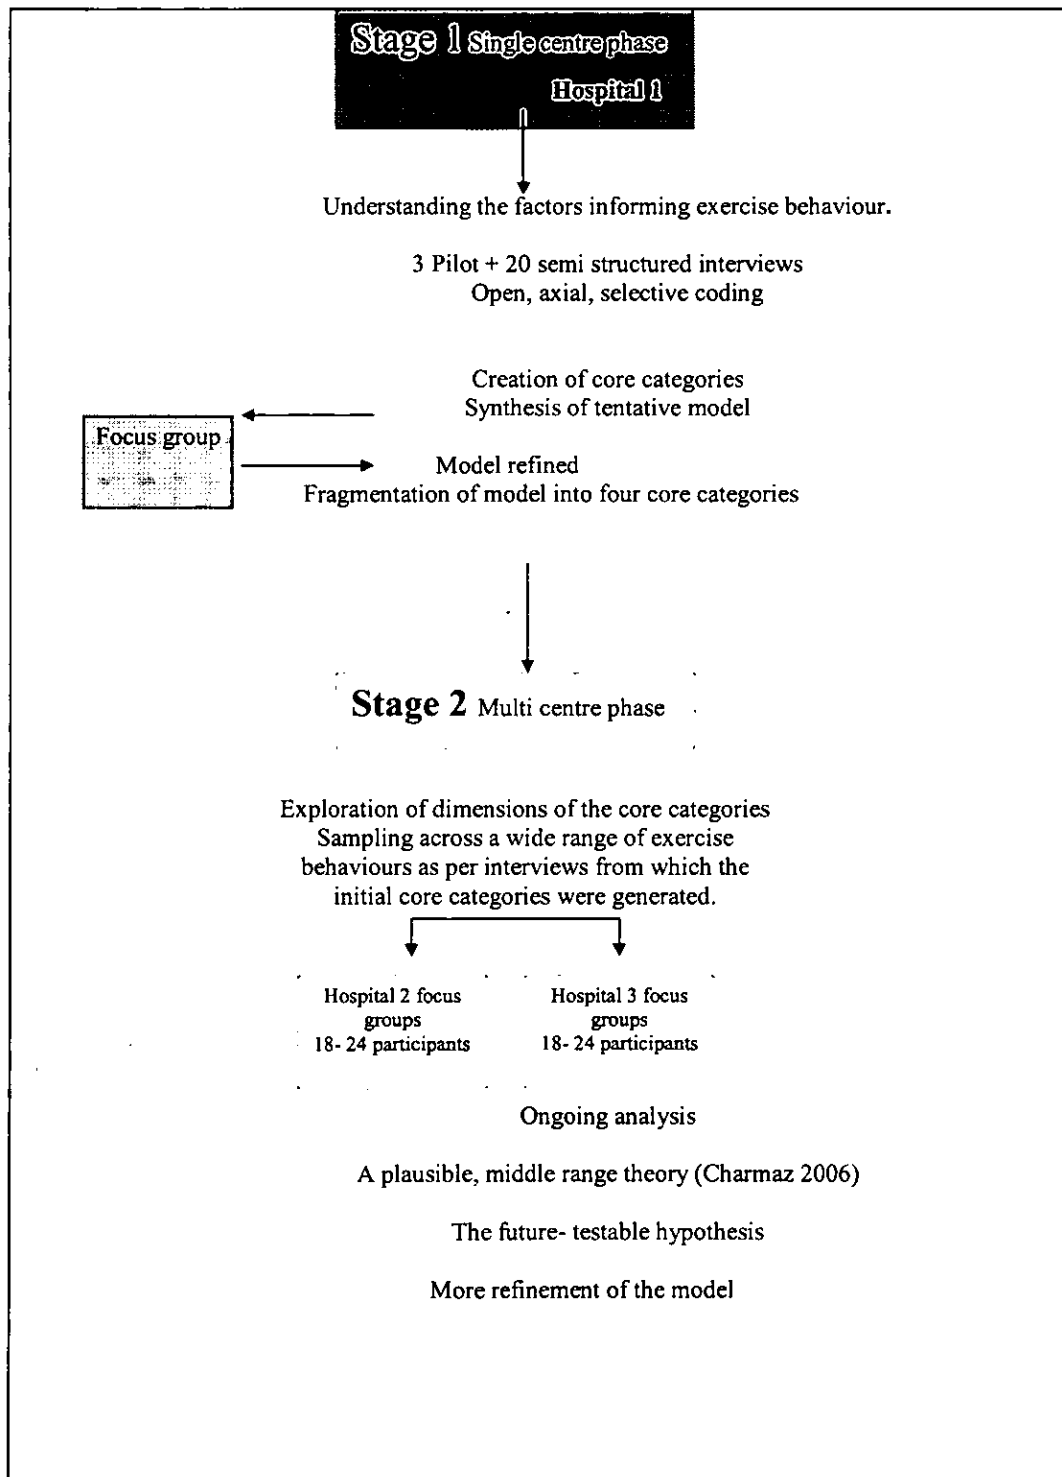 Stage 1 Single centre phase
Hospital 1
Understanding the factors informing exercise behaviour.
3 Pilot + 20 semi structured interviews
Open, axial, selective coding
Creation of core categories
Synthesis of tentative model
Focus group
Model refined
Fragmentation of model into four core categories
Stage 2 Multi centre phase
Exploration of dimensions of the core categories
Sampling across a wide range of exercise
behaviours as per interviews from which the
initial core categories were generated.
Hospital 2 focus
groups
18- 24 participants
Hospital 3 focus
groups
18- 24 participants
Ongoing analysis
A plausible, middle range theory (Charmaz 2006)
The future- testable hypothesis
More refinement of the model